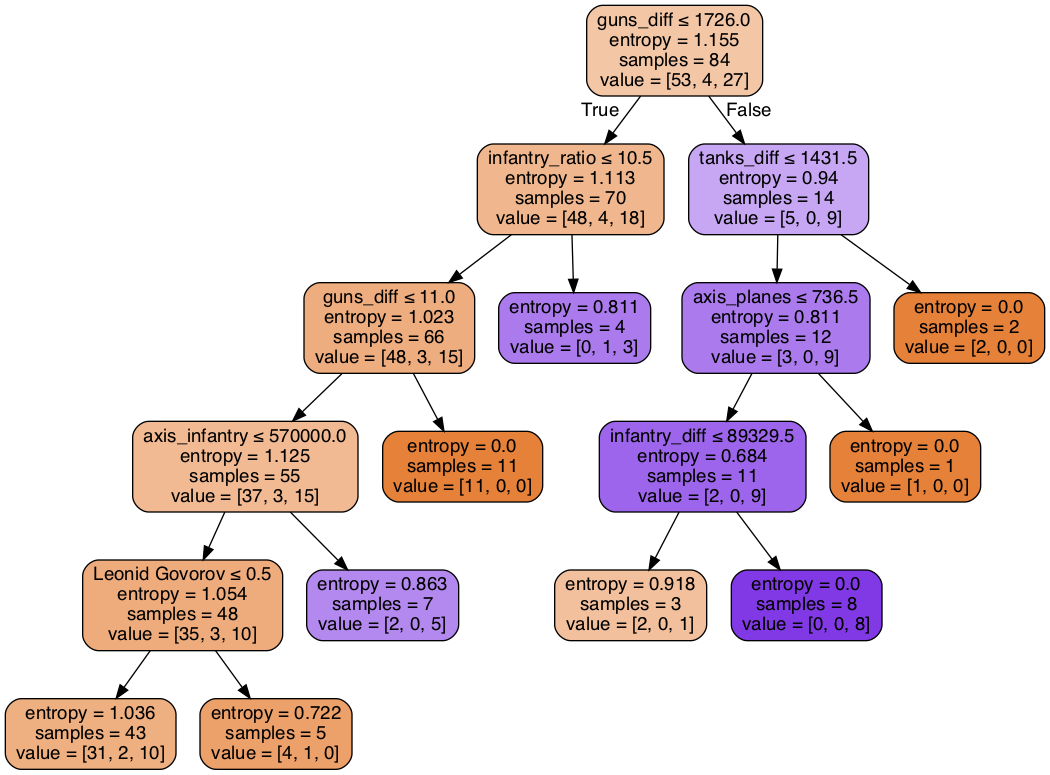 guns_diff ≤ 1726.0
entropy = 1.155
samples = 84
value = [53, 4, 27]
True
False
infantry_ratio ≤ 10.5
entropy = 1.113
samples = 70
value = [48, 4, 18]
tanks_diff ≤ 1431.5
entropy = 0.94
samples = 14
value = [5, 0, 9]
guns_diff ≤ 11.0
entropy = 1.023
samples = 66
value = [48, 3, 15]
entropy = 0.811
samples = 4
value = [0, 1, 3]
axis_planes ≤ 736.5
entropy = 0.811
samples = 12
value = [3, 0, 9]
entropy = 0.0
samples = 2
value = [2, 0, 0]
axis_infantry ≤ 570000.0
entropy = 1.125
samples = 55
value = [37, 3, 15]
entropy = 0.0
samples = 11
value = [11, 0, 0]
infantry_diff ≤ 89329.5
entropy = 0.684
samples = 11
value = [2, 0, 9]
entropy = 0.0
samples = 1
value = [1, 0, 0]
Leonid Govorov ≤ 0.5
entropy = 1.054
samples = 48
value = [35, 3, 10]
entropy = 0.863
samples = 7
value = [2, 0, 5]
entropy = 0.918
samples = 3
value = [2, 0, 1]
entropy = 0.0
samples = 8
value = [0, 0, 8]
entropy = 1.036
samples = 43
value = [31, 2, 10]
entropy = 0.722
samples = 5
value = [4, 1, 0]